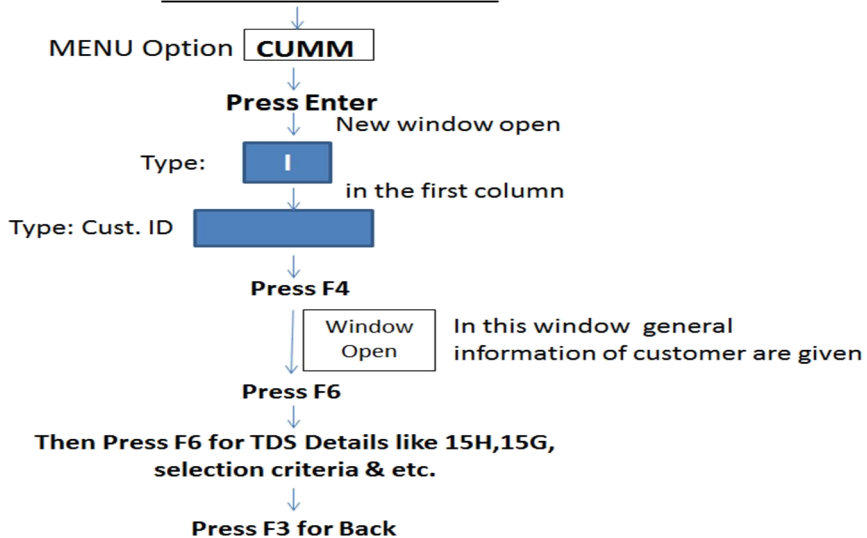 MENU Option CUMM
Press Enter
New window open
Type: I
in the first column
Type: Cust. ID
Press F4
Window
Open
In this window general
information of customer are given
Press F6
Then Press F6 for TDS Details like 15H,15G,
selection criteria & etc.
Press F3 for Back